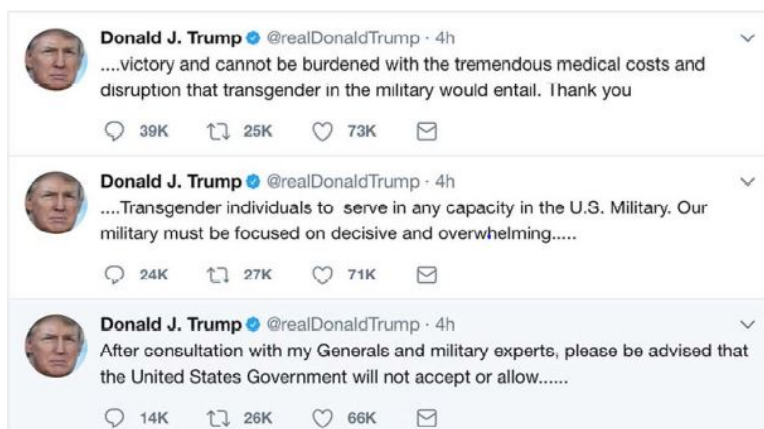 Donald J. Trump @realDonaldTrump · 4h
....victory and cannot be burdened with the tremendous medical costs and
disruption that transgender in the military would entail. Thank you
39K 25K 73K
Donald J. Trump @realDonaldTrump · 4h
....Transgender individuals to serve in any capacity in the U.S. Military. Our
military must be focused on decisive and overwhelming.....
24K 27K 71K
Donald J. Trump @realDonaldTrump · 4h
After consultation with my Generals and military experts, please be advised that
the United States Government will not accept or allow......
14K 26K 66K